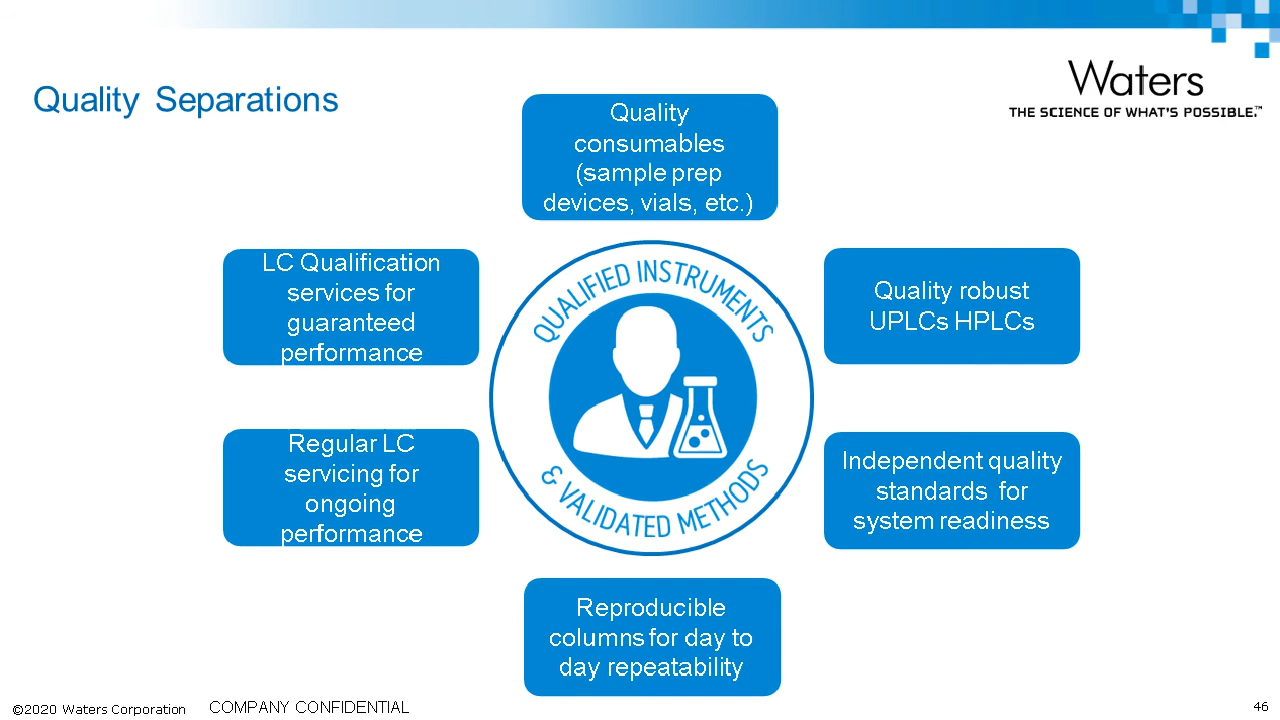 Quality Separations
Waters
THE SCIENCE OF WHAT'S POSSIBLE.™
Quality
consumables
(sample prep
devices, vials, etc.)
LC Qualification
services for
guaranteed
performance
QUALIFIED INSTRUMENTS
& VALIDATED METHODS
Quality robust
UPLCs HPLCs
Regular LC
servicing for
ongoing
performance
Independent quality
standards for
system readiness
Reproducible
columns for day to
day repeatability
©2020 Waters Corporation COMPANY CONFIDENTIAL 46